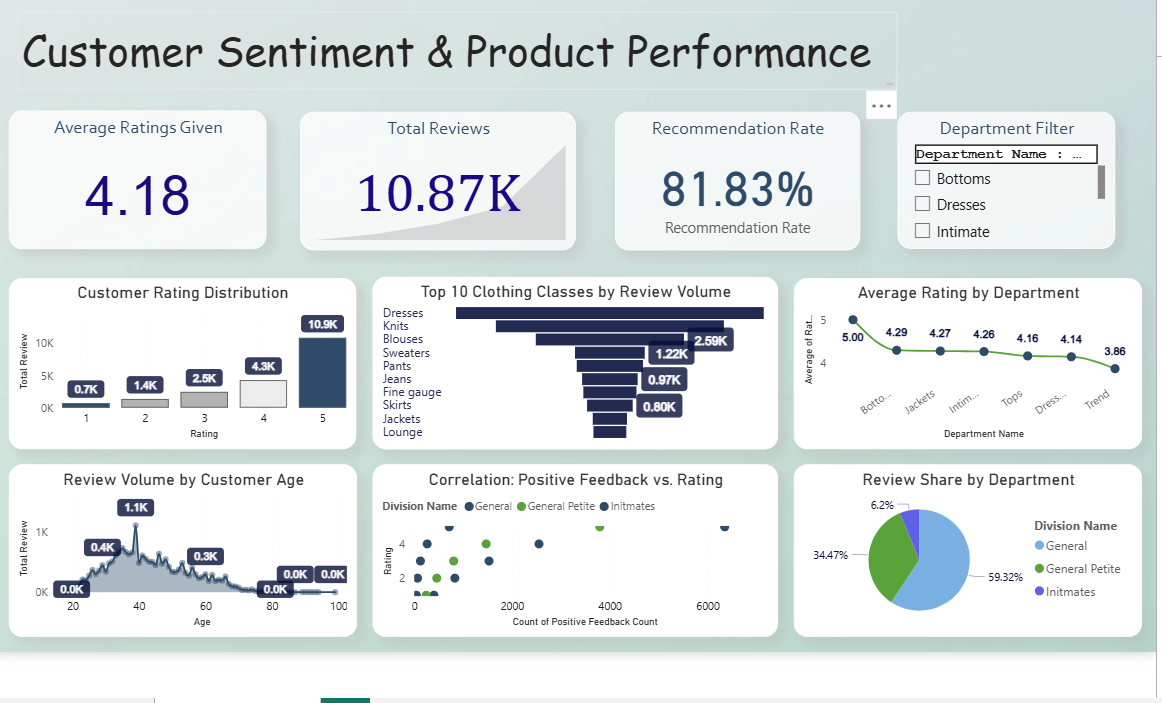 Customer Sentiment & Product Performance
Average Ratings Given
4.18
Total Reviews
10.87K
Recommendation Rate
81.83%
Recommendation Rate
Department Filter
Department Name : ...
Bottoms
Dresses
Intimate
Customer Rating Distribution
Total Review
10K
5K
0K
0.7K
1.4K
2.5K
4.3K
10.9K
1
2
3
4
5
Rating
Top 10 Clothing Classes by Review Volume
Dresses
Knits
Blouses
2.59K
Sweaters
1.22K
Pants
Jeans
0.97K
Fine gauge
Skirts
0.80K
Jackets
Lounge
Average Rating by Department
Average of Rat...
5
4
5.00
4.29
4.27
4.26
4.16
4.14
3.86
Botto...
Jackets
Intim...
Tops
Dress...
Trend
Department Name
Review Volume by Customer Age
Total Review
1K
0K
0.0K
0.4K
1.1K
0.3K
0.0K
0.0K
0.0K
20
40
60
80
100
Age
Correlation: Positive Feedback vs. Rating
Division Name
General
General Petite
Initmates
Rating
4
2
0
2000
4000
6000
Count of Positive Feedback Count
Review Share by Department
6.2%
34.47%
59.32%
Division Name
General
General Petite
Initmates